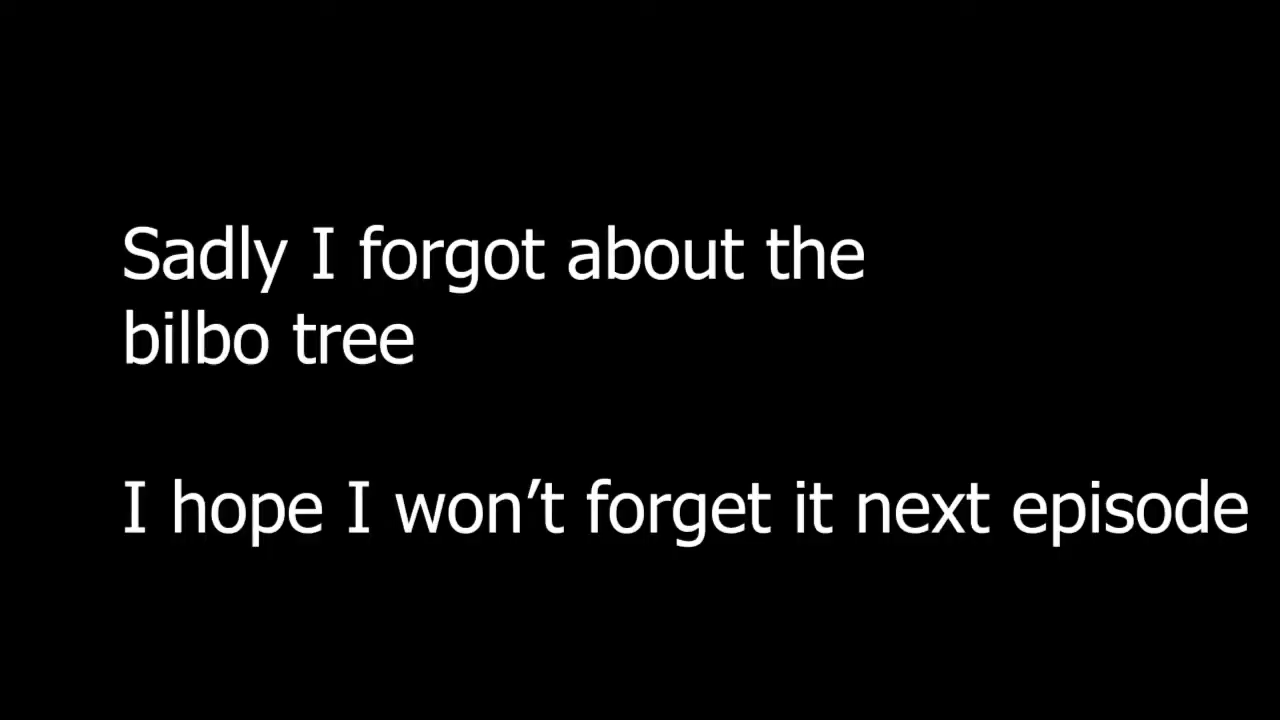 Sadly I forgot about the
bilbo tree
I hope I won’t forget it next episode